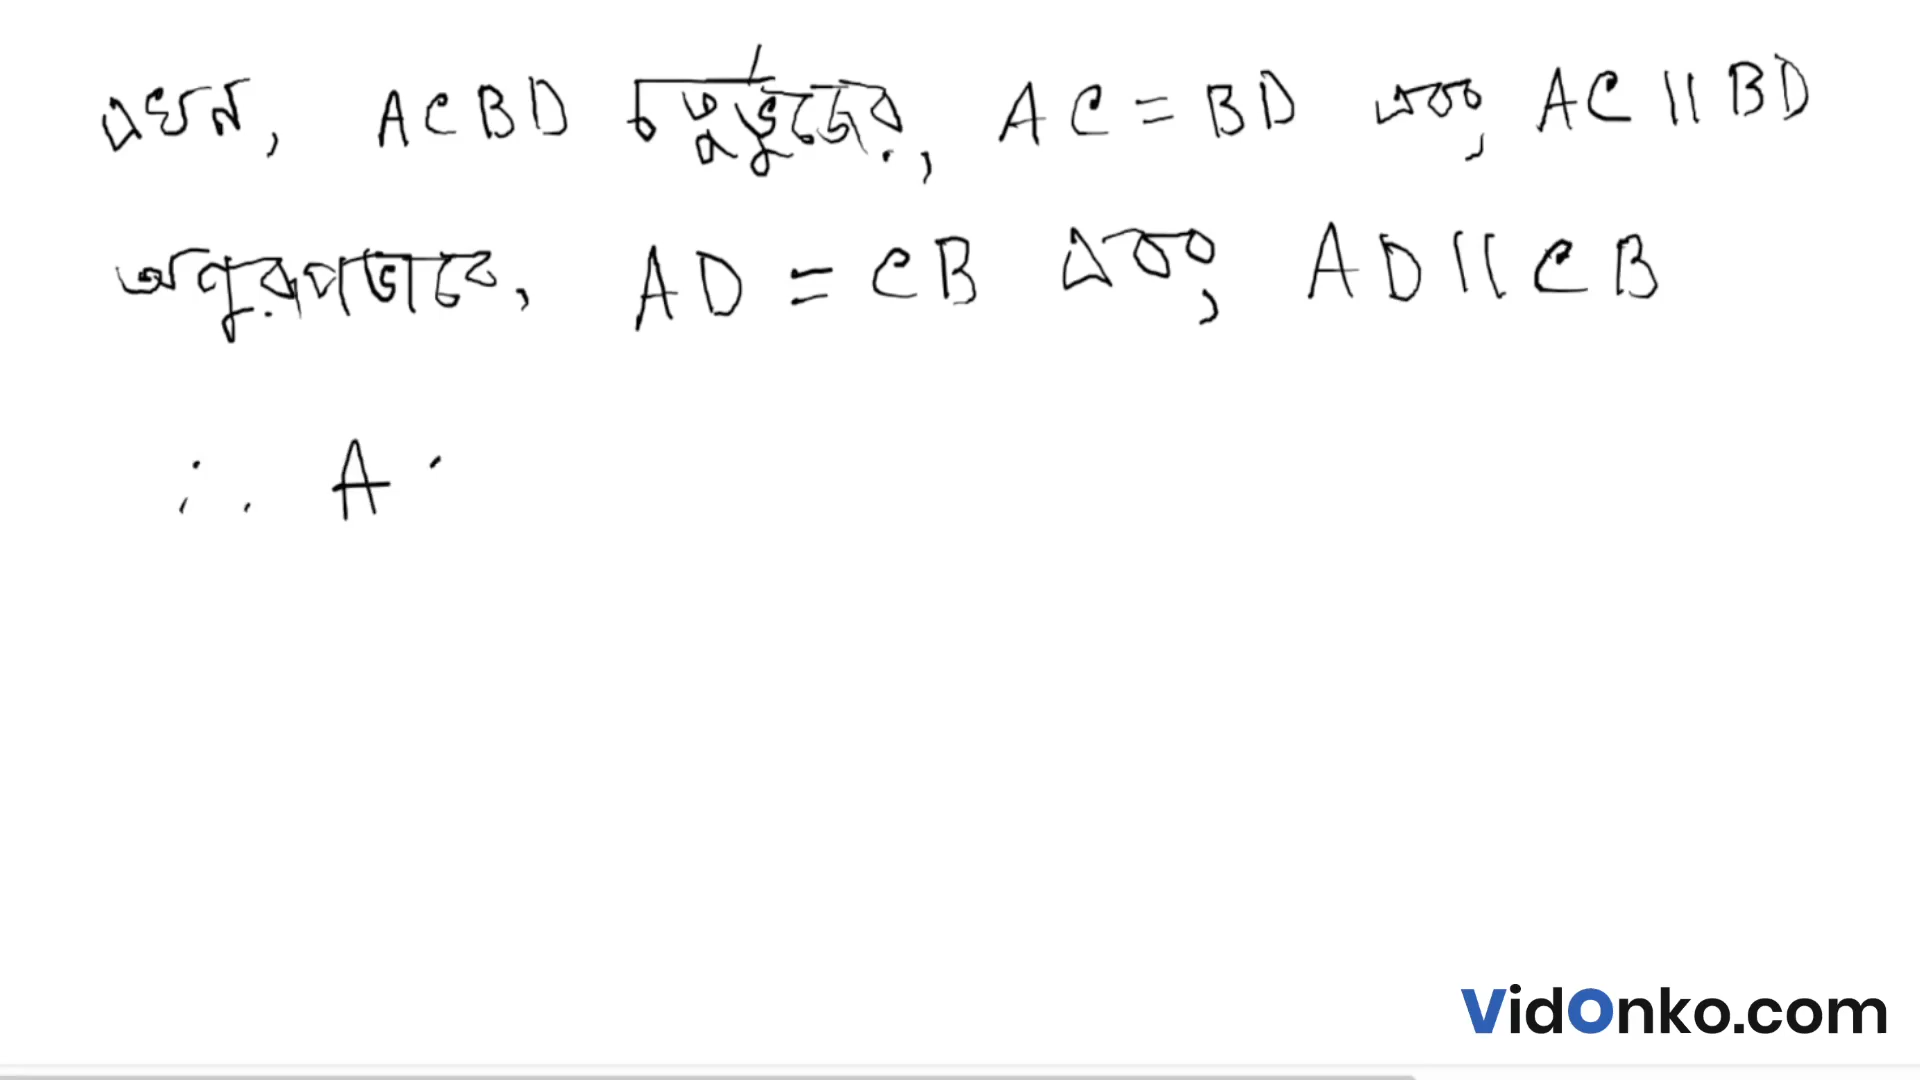 এখন, ACBD চতুর্ভুজের, AC = BD এবং, AC || BD
অনুরূপভাবে, AD = CB এবং, AD || CB
∴ A
VidOnko.com